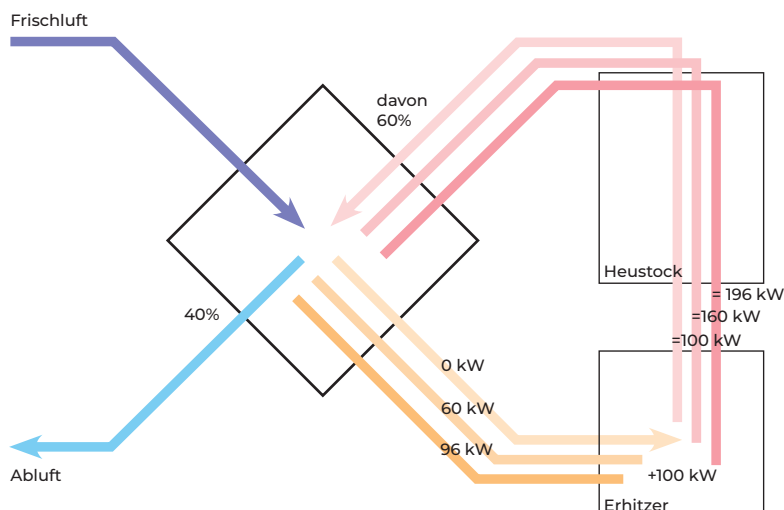 Frischluft
davon
60%
Heustock
= 196 kW
40%
=160 kW
=100 kW
0 kW
60 kW
96 kW
Abluft
+100 kW
Erhitzer